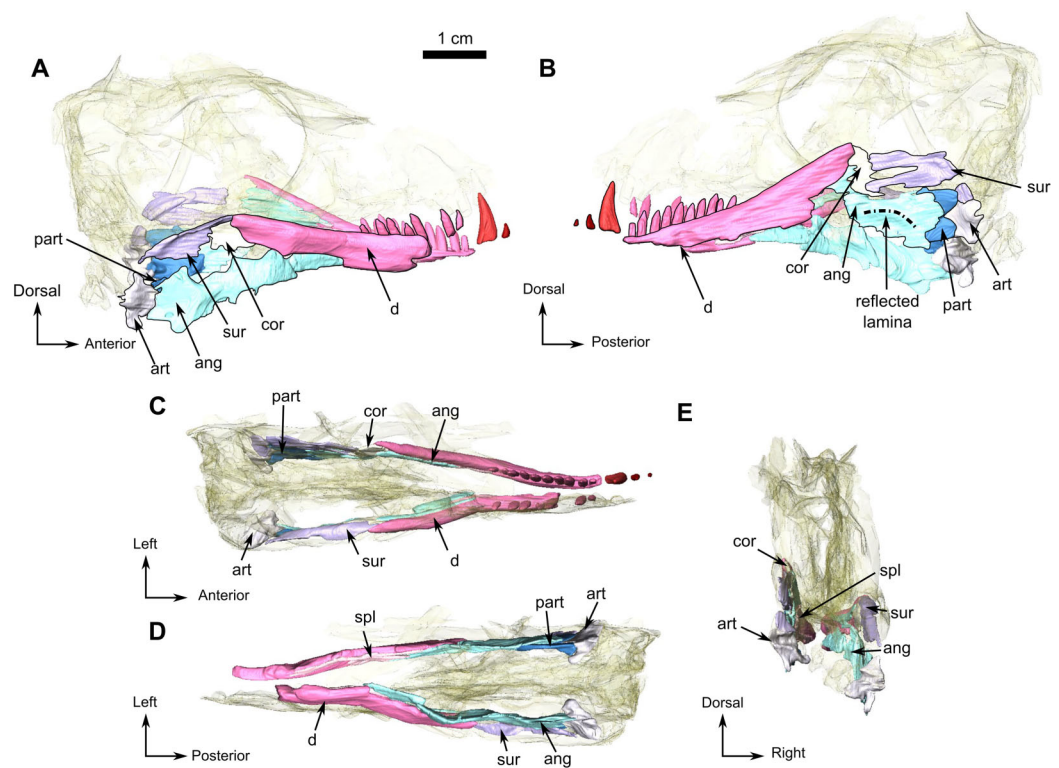 1 cm
A
B
sur
part
d
cor
ang
art
reflected
lamina
part
d
Dorsal
Anterior
sur
cor
ang
art
Dorsal
Posterior
C
part
cor
ang
E
Left
Anterior
art
sur
d
cor
spl
art
sur
ang
D
spl
part
art
Left
Posterior
d
sur
ang
Dorsal
Right